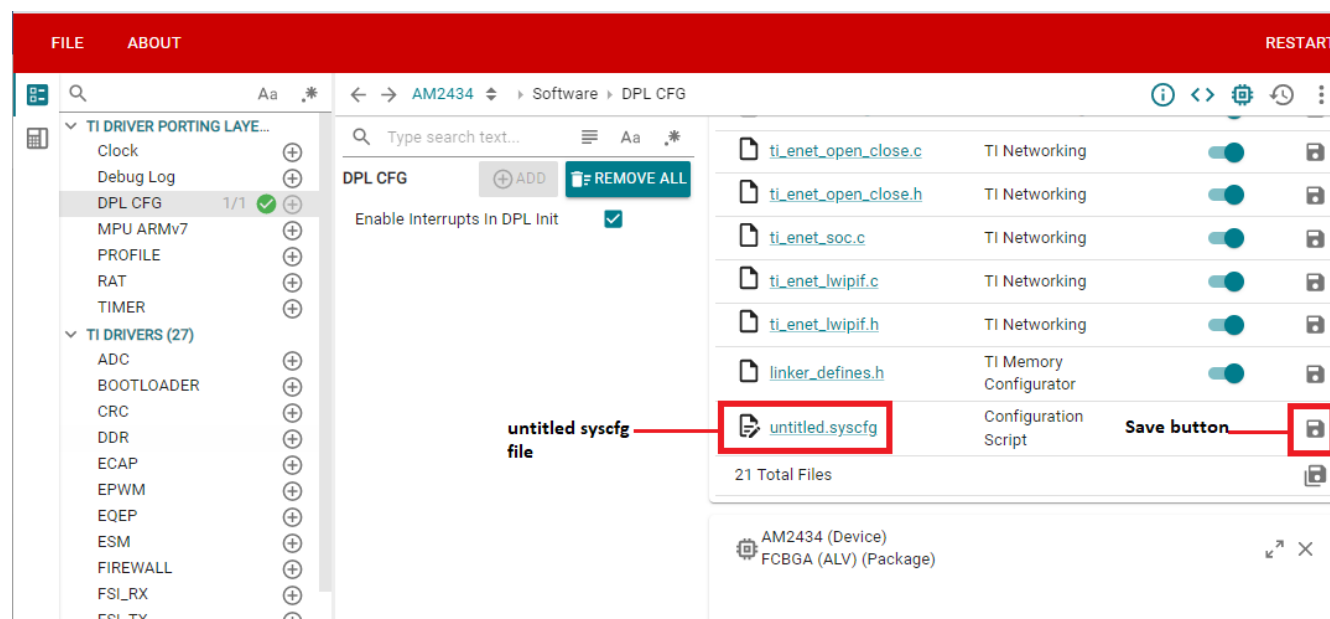 FILE ABOUT RESTART
Aa .*
AM2434 Software DPL CFG
TI DRIVER PORTING LAYE...
Clock
Debug Log
DPL CFG 1/1
MPU ARMv7
PROFILE
RAT
TIMER
TI DRIVERS (27)
ADC
BOOTLOADER
CRC
DDR
ECAP
EPWM
EQEP
ESM
FIREWALL
FSI_RX
FSI_TX
Type search text... Aa .*
DPL CFG ADD REMOVE ALL
Enable Interrupts In DPL Init
untitled syscfg
file
ti_enet_open_close.c TI Networking
ti_enet_open_close.h TI Networking
ti_enet_soc.c TI Networking
ti_enet_lwipif.c TI Networking
ti_enet_lwipif.h TI Networking
linker_defines.h TI Memory
Configurator
untitled.syscfg Configuration
Script
Save button
21 Total Files
AM2434 (Device)
FCBGA (ALV) (Package)